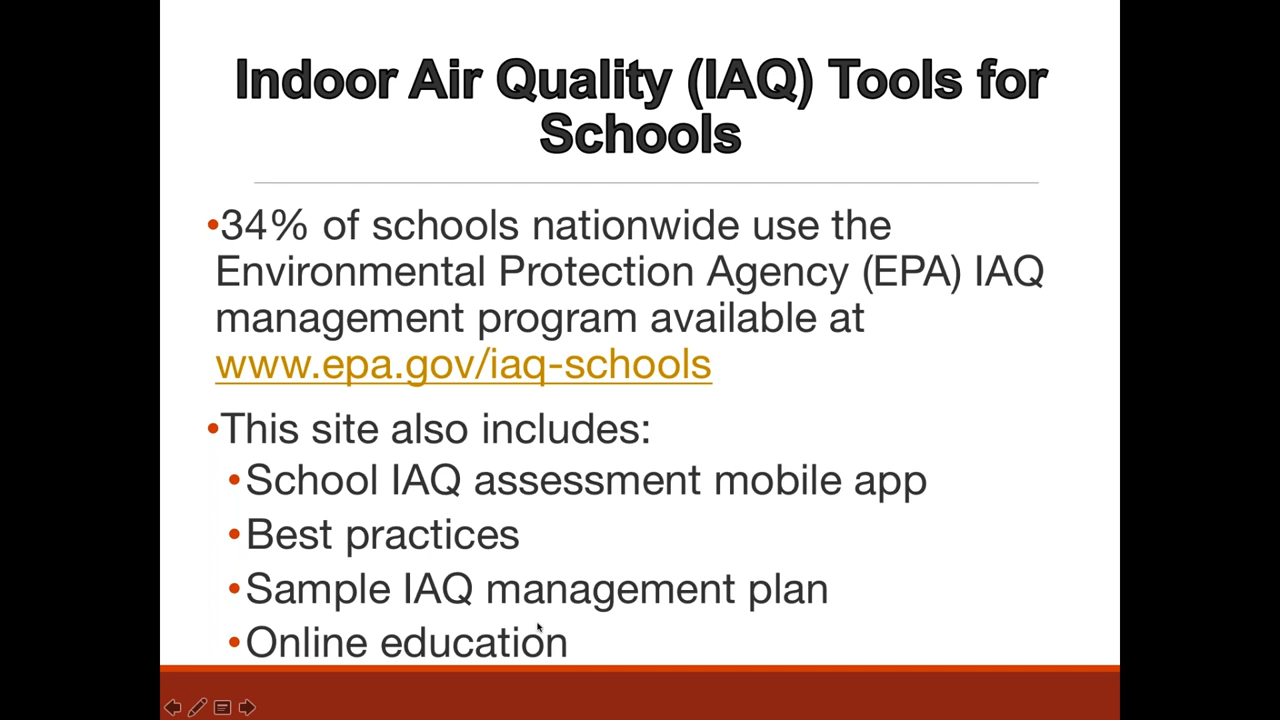 Indoor Air Quality (IAQ) Tools for
Schools
•34% of schools nationwide use the
Environmental Protection Agency (EPA) IAQ
management program available at
www.epa.gov/iaq-schools
•This site also includes:
•School IAQ assessment mobile app
•Best practices
•Sample IAQ management plan
•Online education